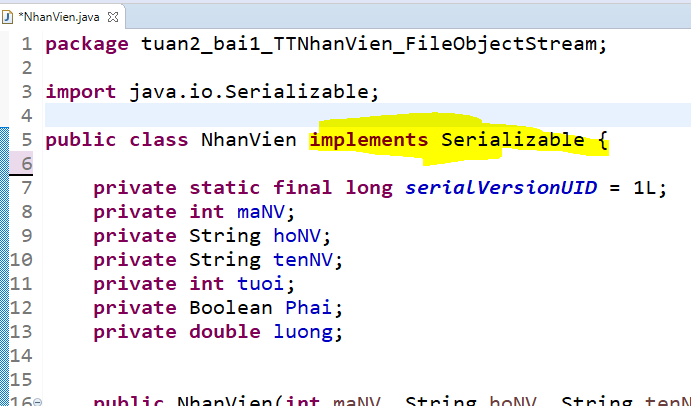 *NhanVien.java
1 package tuan2_bai1_TTNhanVien_FileObjectStream;
2
3 import java.io.Serializable;
4
5 public class NhanVien implements Serializable {
6
7 private static final long serialVersionUID = 1L;
8 private int maNV;
9 private String hoNV;
10 private String tenNV;
11 private int tuoi;
12 private Boolean Phai;
13 private double luong;
14
15
16 public NhanVien(int maNV, String hoNV, String